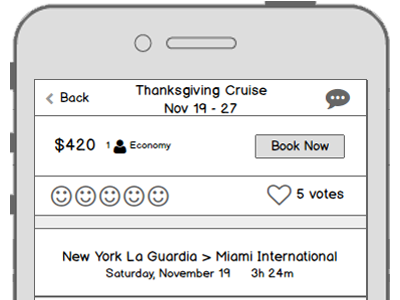 < Back
Thanksgiving Cruise
Nov 19 - 27
$420 1 Economy
Book Now
5 votes
New York La Guardia > Miami International
Saturday, November 19 3h 24m